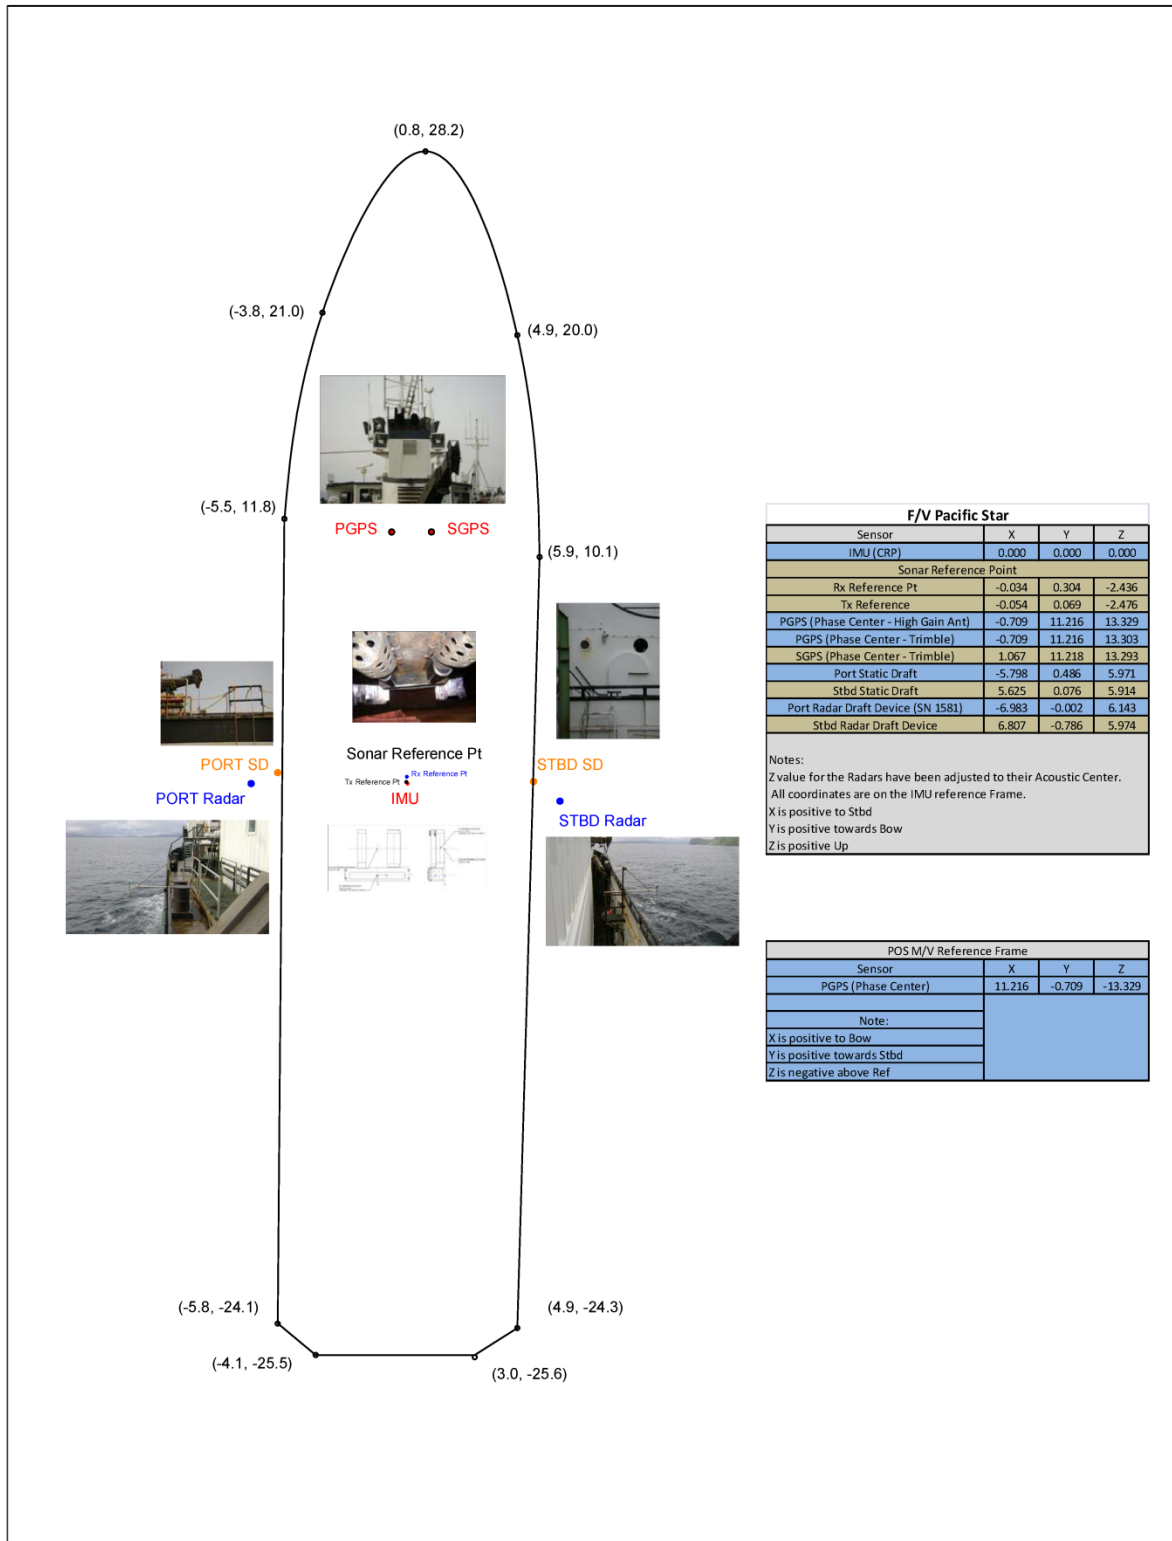 (0.8, 28.2)
(-3.8, 21.0)
(4.9, 20.0)
(-5.5, 11.8)
PGPS SGPS
(5.9, 10.1)
F/V Pacific Star
Sensor X Y Z
IMU (CRP) 0.000 0.000 0.000
Sonar Reference Point
Rx Reference Pt -0.034 0.304 -2.436
Tx Reference -0.054 0.069 -2.476
PGPS (Phase Center - High Gain Ant) -0.709 11.216 13.329
PGPS (Phase Center - Trimble) -0.709 11.216 13.303
SGPS (Phase Center - Trimble) 1.067 11.218 13.293
Port Static Draft -5.798 0.486 5.971
Stbd Static Draft 5.625 0.076 5.914
Port Radar Draft Device (SN 1581) -6.983 -0.002 6.143
Stbd Radar Draft Device 6.807 -0.786 5.974
Notes:
Z value for the Radars have been adjusted to their Acoustic Center.
All coordinates are on the IMU reference Frame.
X is positive to Stbd
Y is positive towards Bow
Z is positive Up
Sonar Reference Pt
PORT SD
STBD SD
Rx Reference Pt
Tx Reference Pt
PORT Radar
IMU
STBD Radar
POS M/V Reference Frame
Sensor X Y Z
PGPS (Phase Center) 11.216 -0.709 -13.329
Note:
X is positive to Bow
Y is positive towards Stbd
Z is negative above Ref
(-5.8, -24.1)
(4.9, -24.3)
(-4.1, -25.5)
(3.0, -25.6)